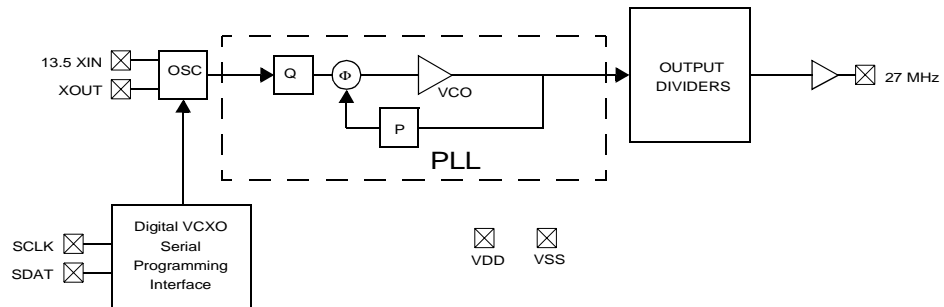 13.5 XIN
XOUT
OSC
Q
Φ
VCO
P
PLL
OUTPUT
DIVIDERS
27 MHz
Digital VCXO
Serial
Programming
Interface
SCLK
SDAT
VDD
VSS